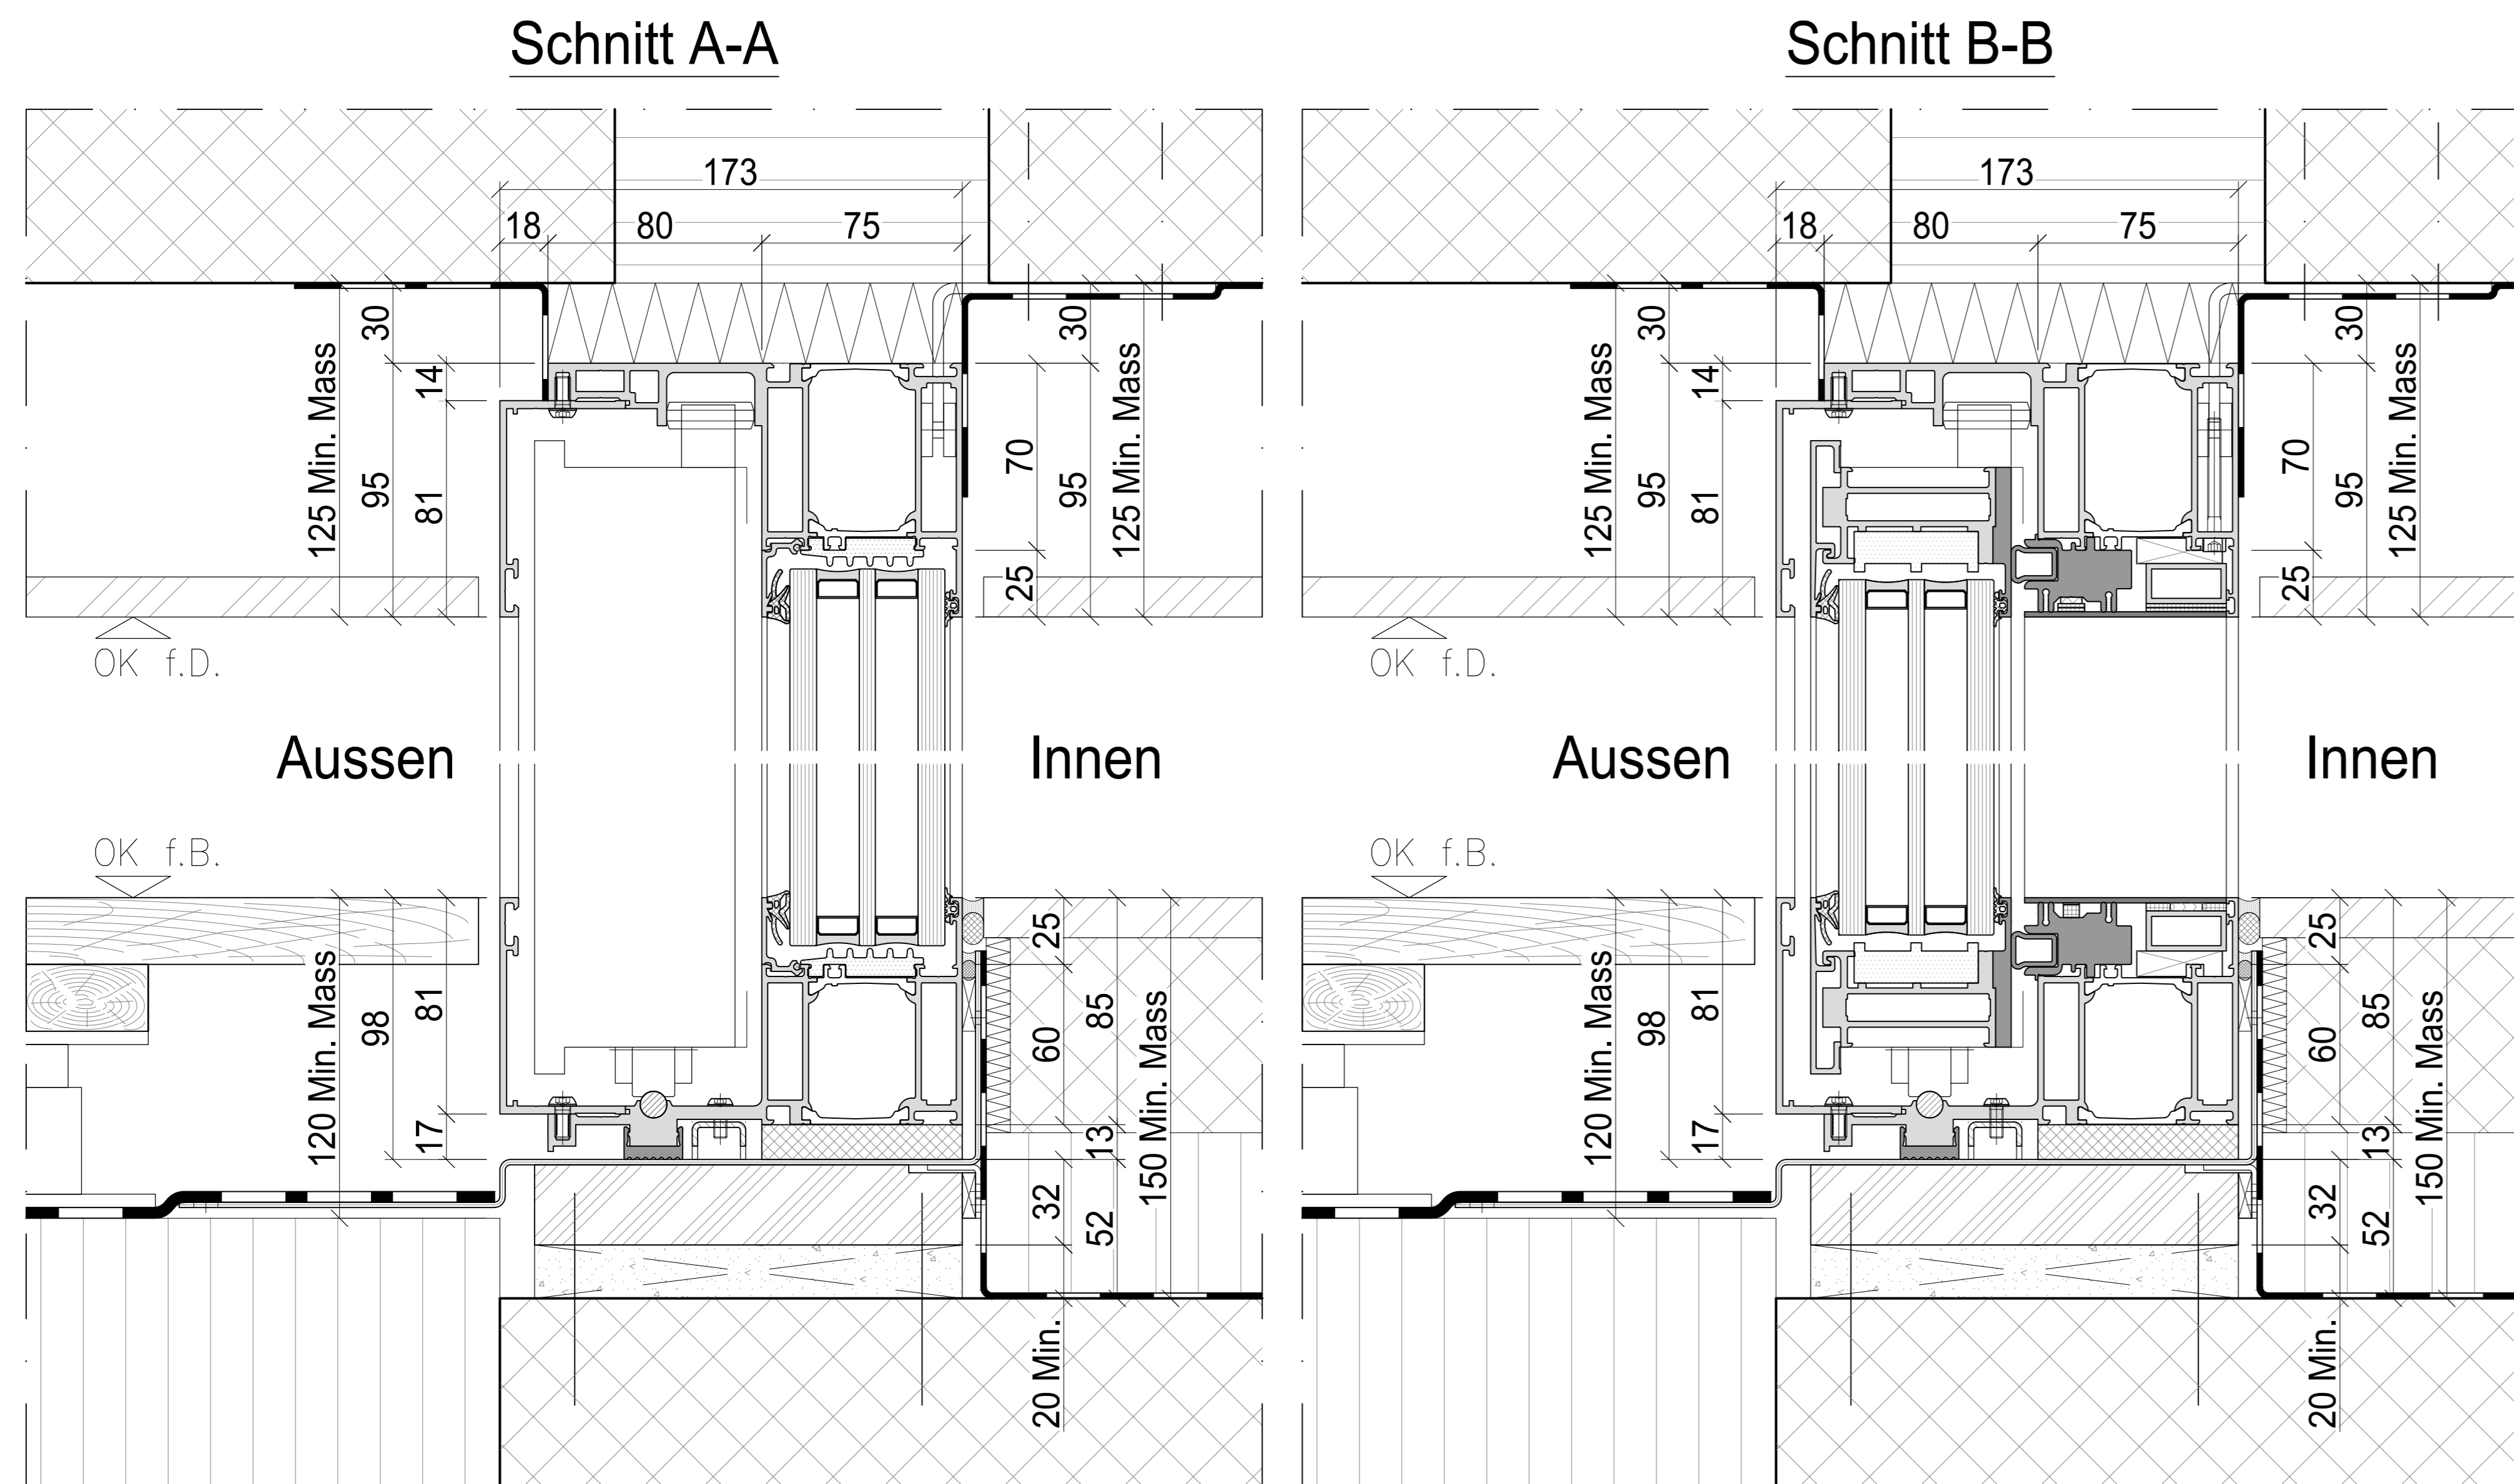 Schnitt A-A
173
18 80 75
30
30
125 Min. Mass
95
14
81
70
25
95
125 Min. Mass
OK f.D.
Aussen
Innen
OK f.B.
120 Min. Mass
98
81
17
25
60
85
13
150 Min. Mass
32
52
20 Min.
Schnitt B-B
173
18 80 75
30
30
125 Min. Mass
95
14
81
70
25
95
125 Min. Mass
OK f.D.
Aussen
Innen
OK f.B.
120 Min. Mass
98
81
17
25
60
85
13
150 Min. Mass
32
52
20 Min.